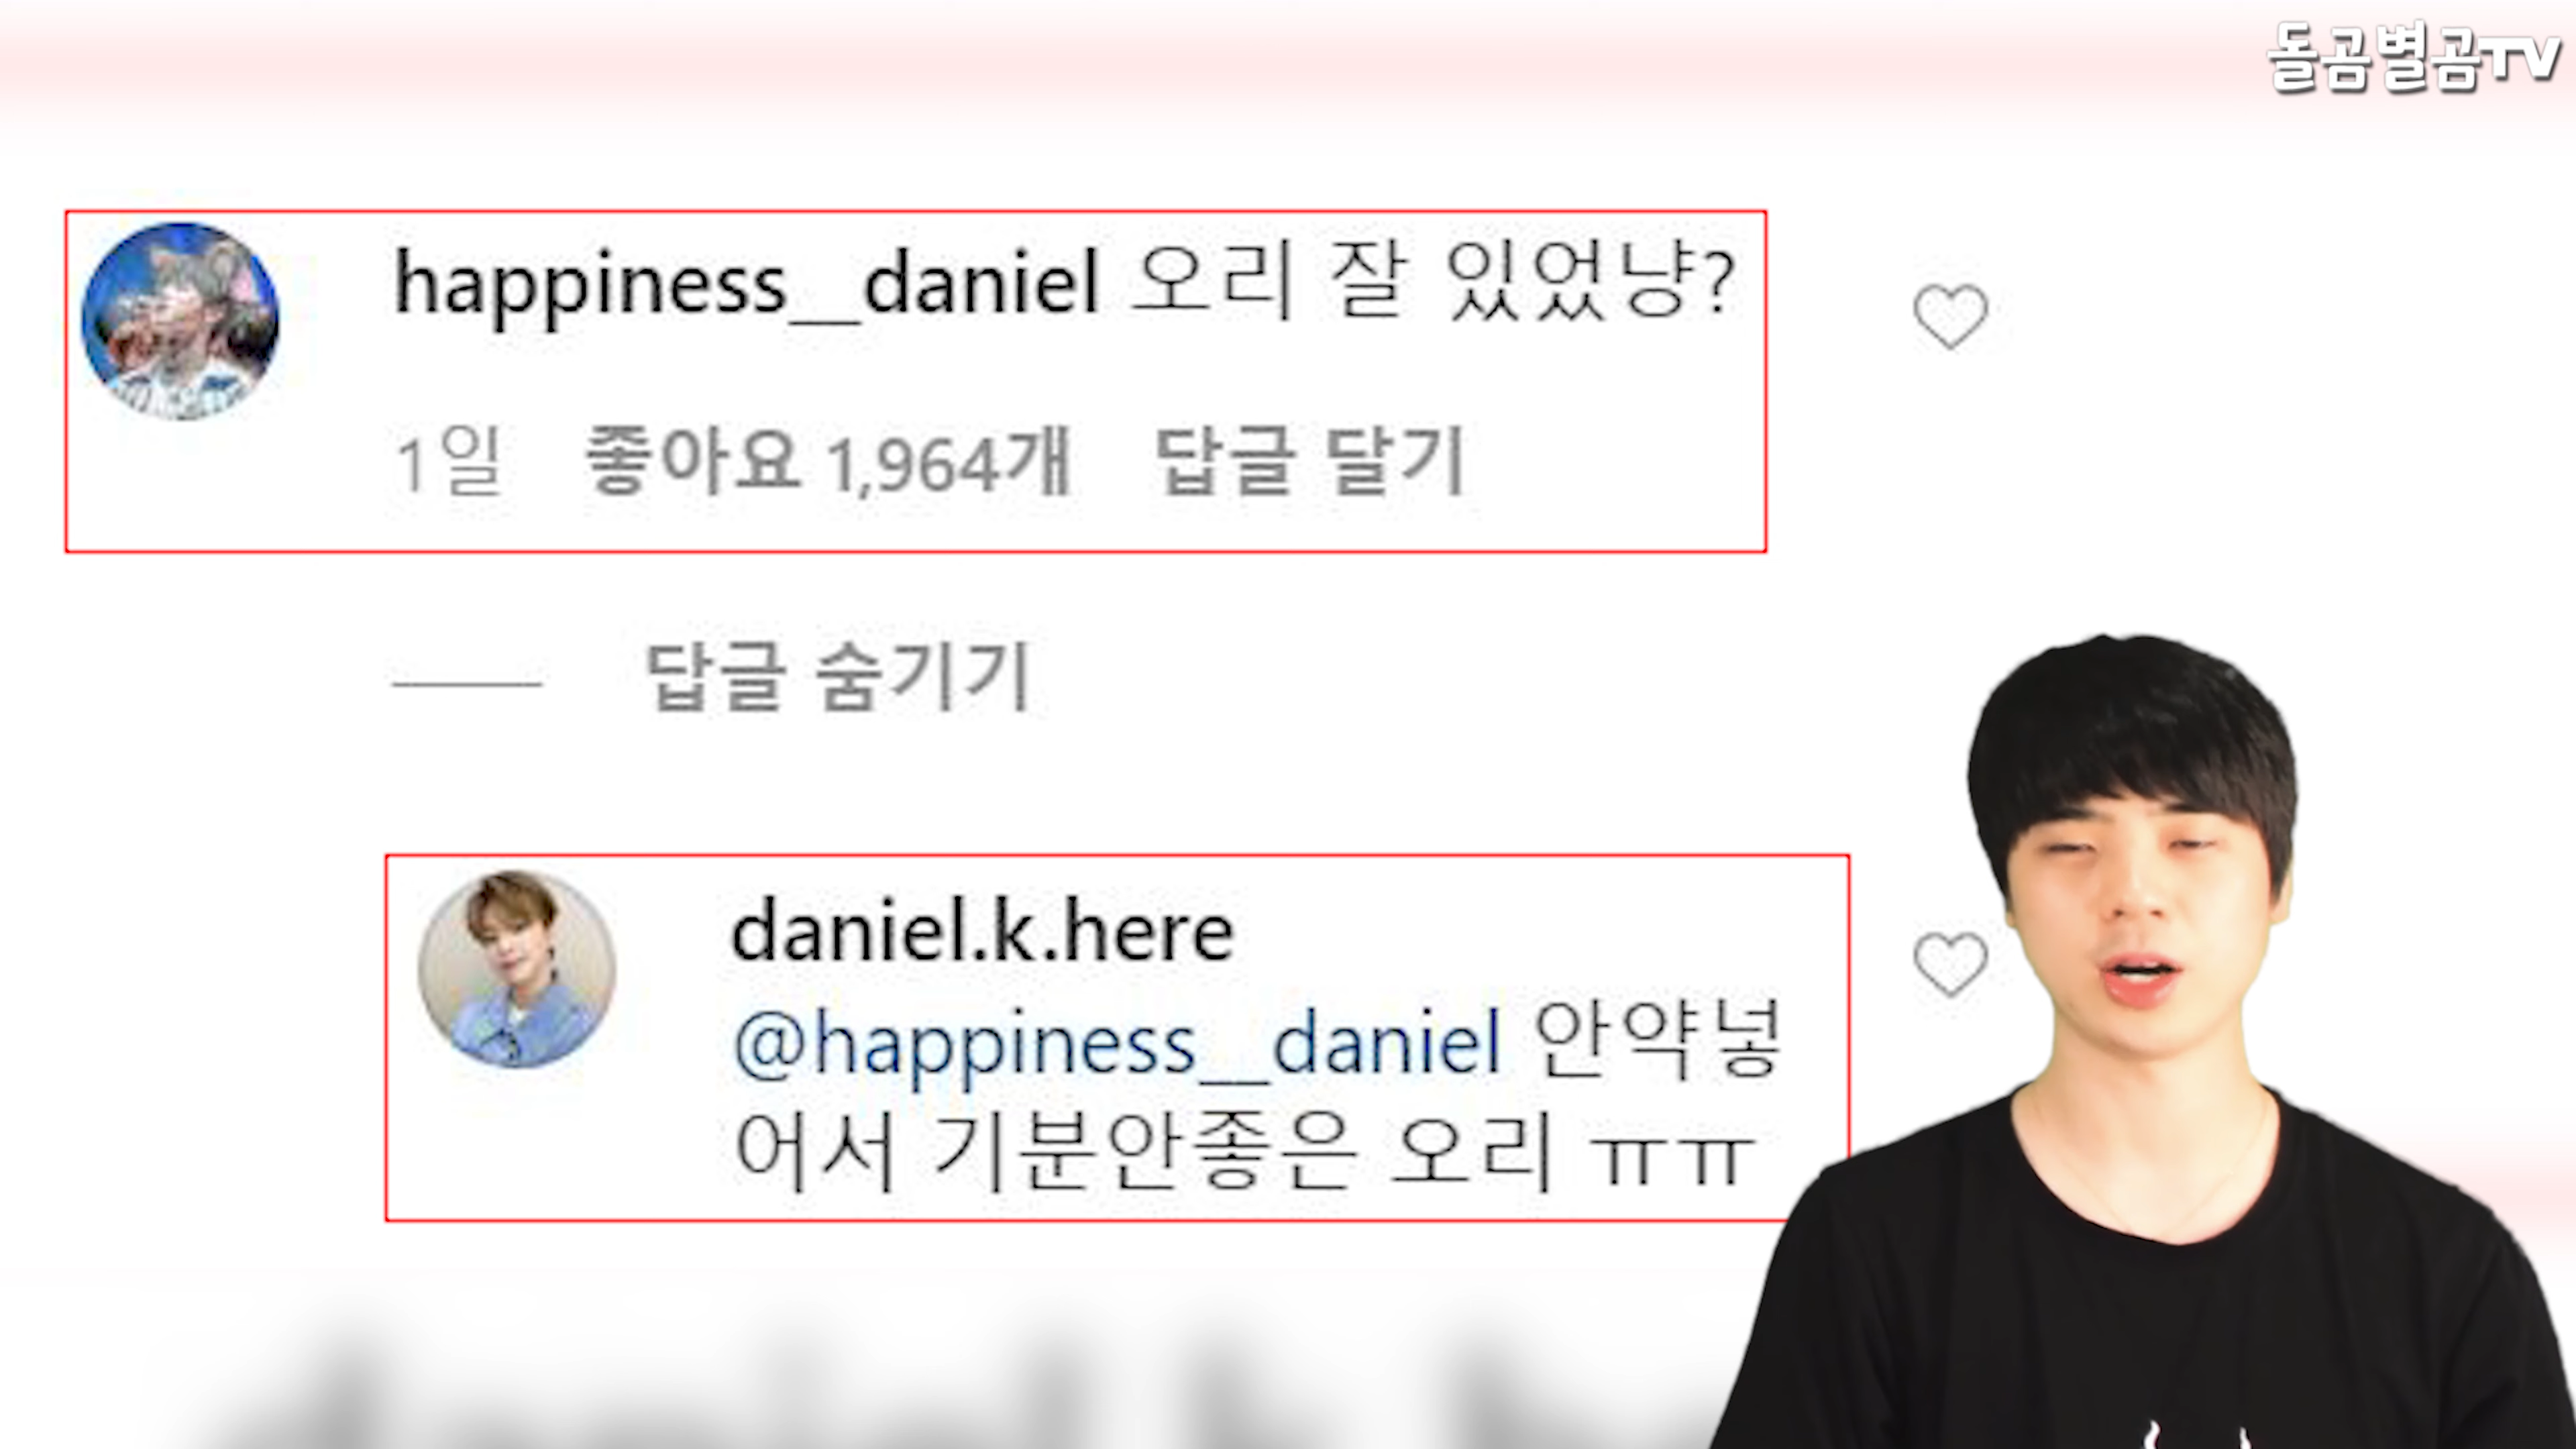 돌곰별곰TV
happiness__daniel 오리 잘 있었냥?
1일 좋아요 1,964개 답글 달기
답글 숨기기
daniel.k.here
@happiness__daniel 안약넣
어서 기분안좋은 오리 ㅠㅠ